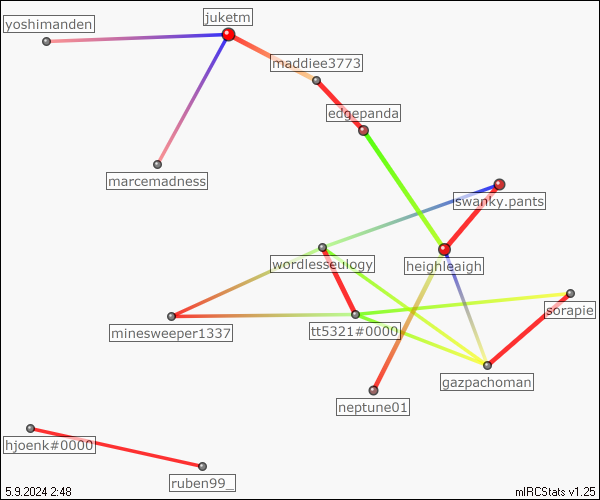 juketm
yoshimanden
maddiee3773
edgepanda
marcemadness
swanky.pants
wordlesseulogy
heighleaigh
sorapie
minesweeper1337
tt5321#0000
gazpachoman
neptune01
hjoenk#0000
ruben99_
5.9.2024 2:48
mIRCStats v1.25